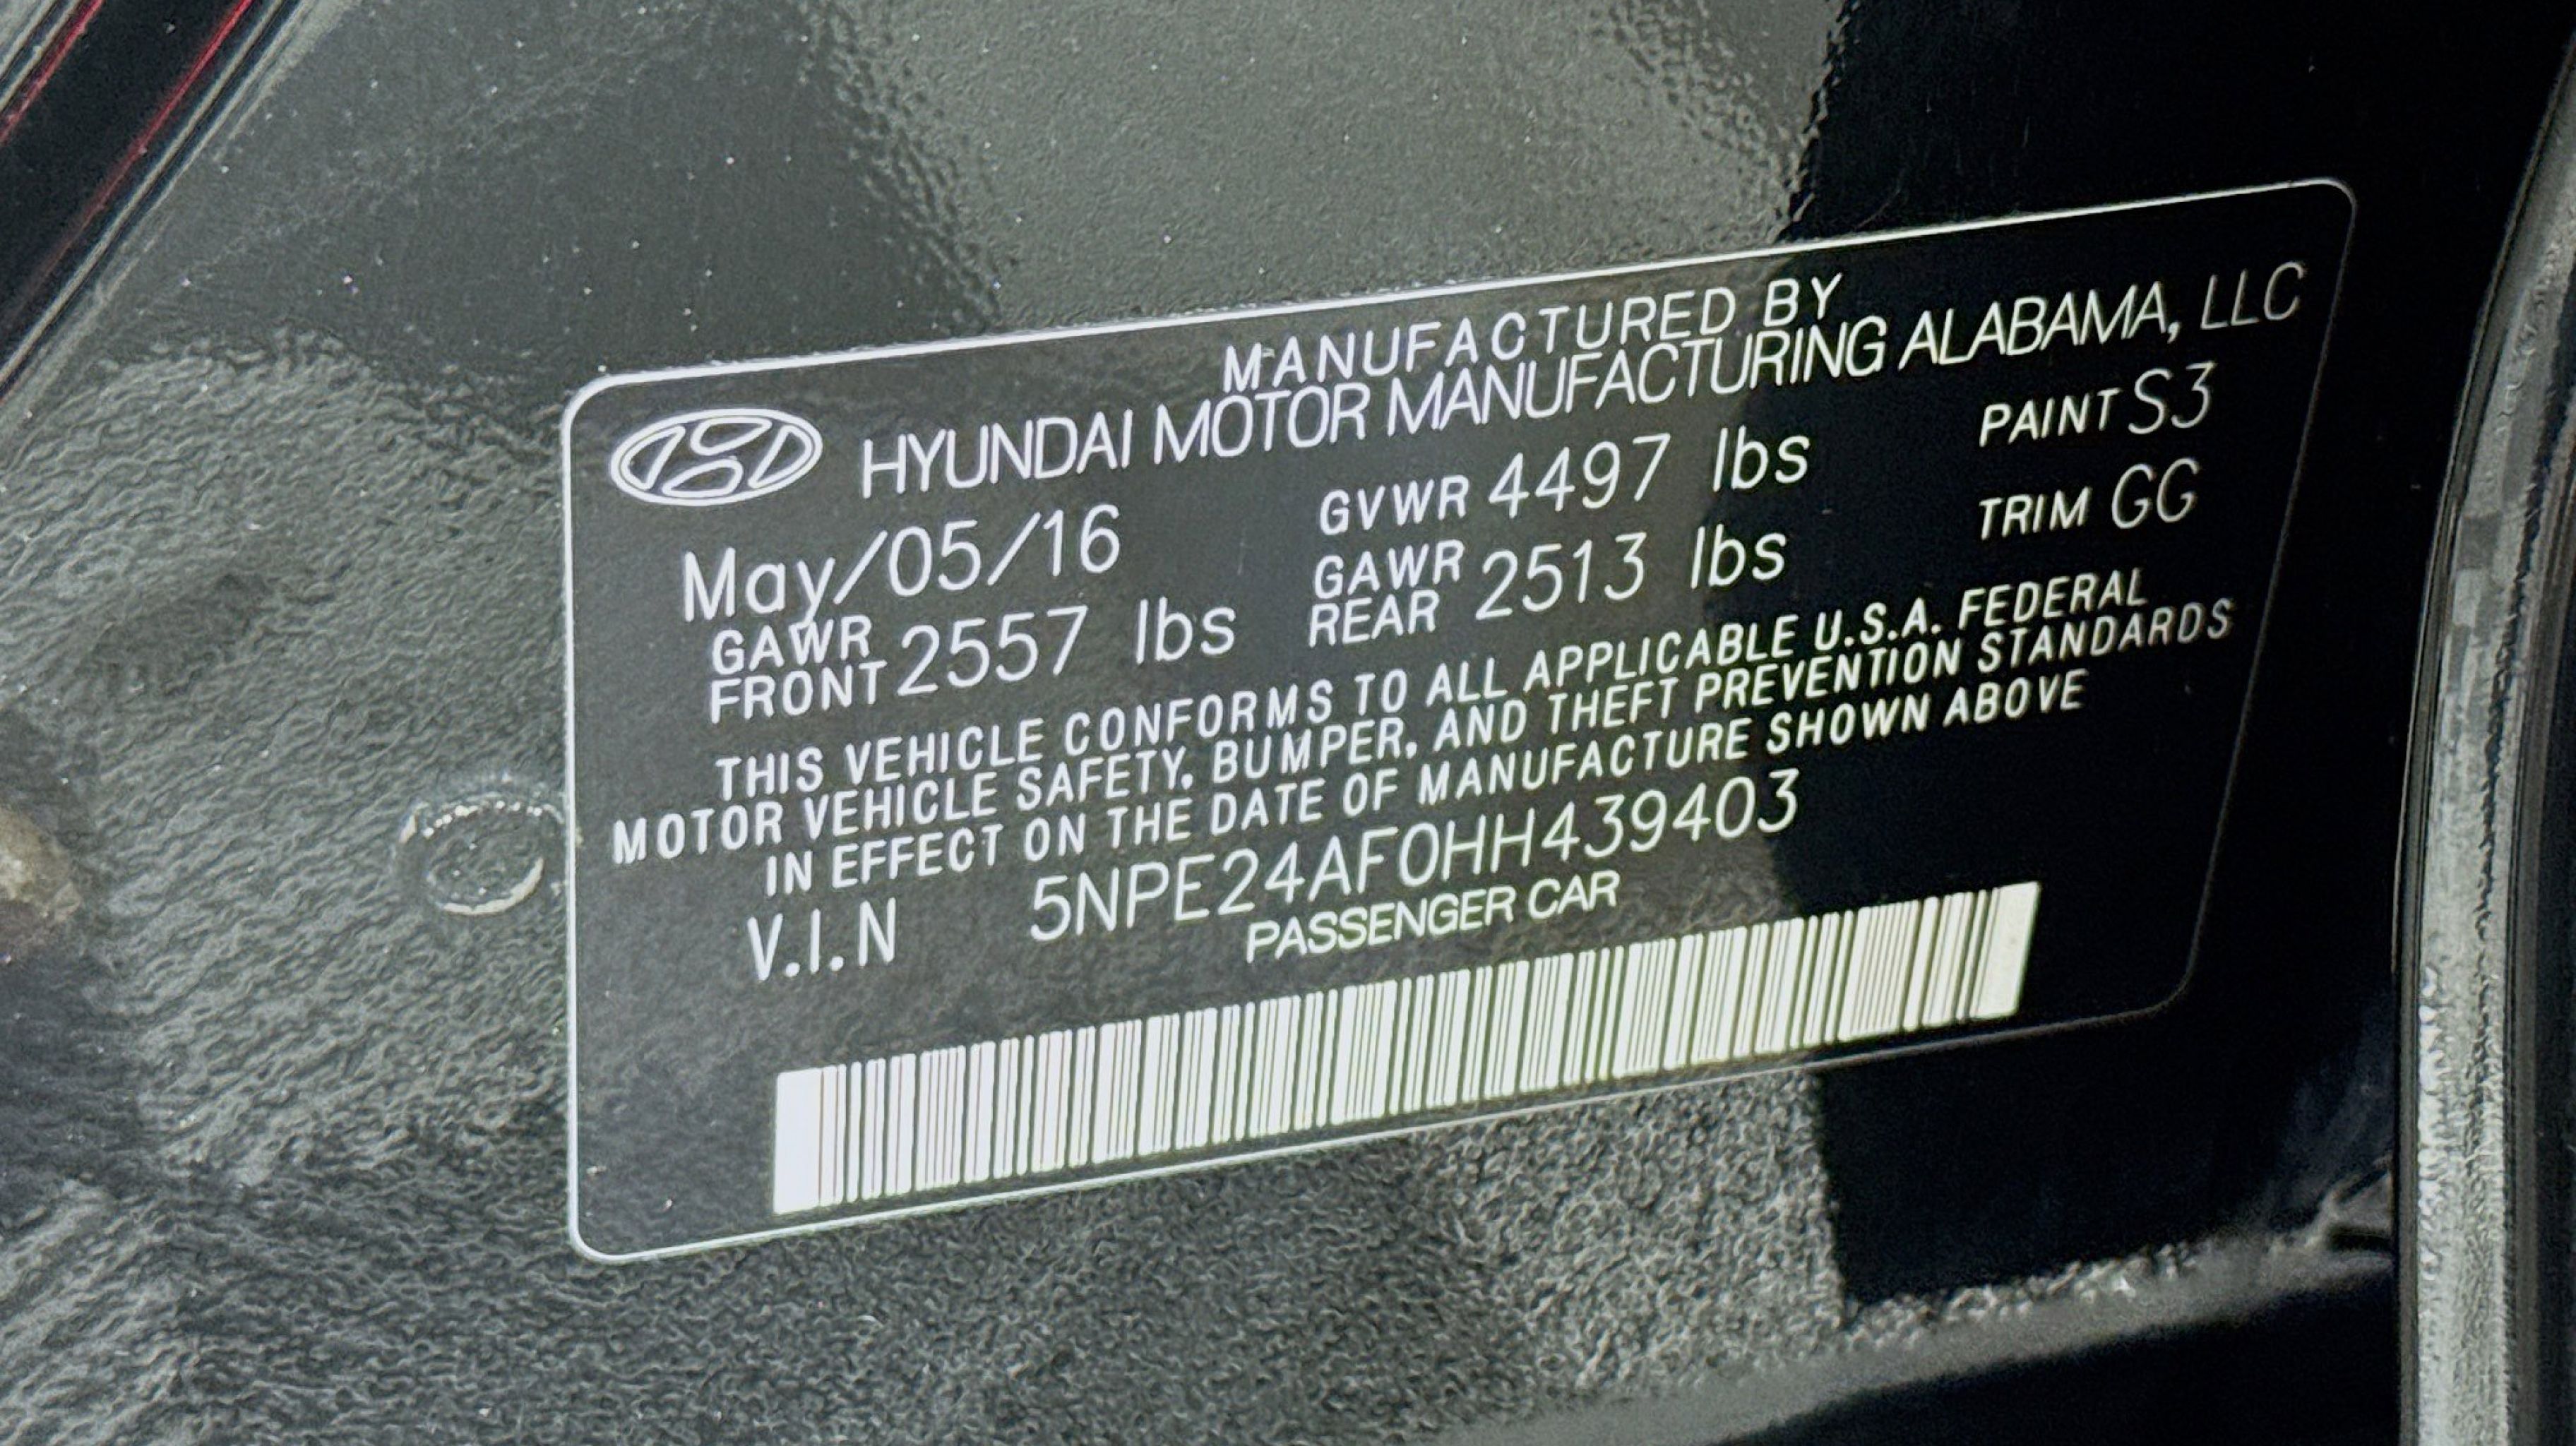 MANUFACTURED BY
HYUNDAI MOTOR MANUFACTURING ALABAMA, LLC
May/05/16 GVWR 4497 lbs PAINT S3
GAWR FRONT 2557 lbs GAWR REAR 2513 lbs TRIM GG
THIS VEHICLE CONFORMS TO ALL APPLICABLE U.S.A. FEDERAL
MOTOR VEHICLE SAFETY, BUMPER, AND THEFT PREVENTION STANDARDS
IN EFFECT ON THE DATE OF MANUFACTURE SHOWN ABOVE
V.I.N 5NPE24AF0HH439403
PASSENGER CAR